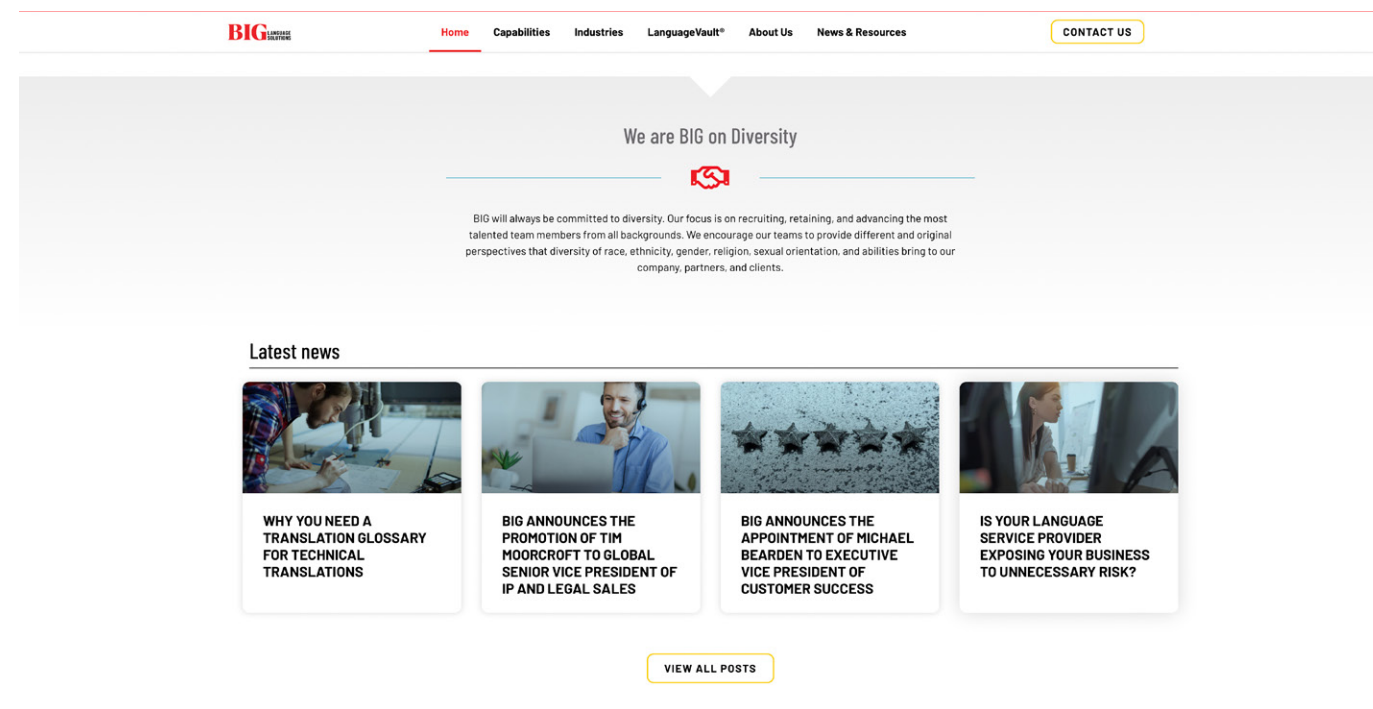 BIG LANGUAGE
SOLUTIONS
Home Capabilities Industries LanguageVault® About Us News & Resources
CONTACT US
We are BIG on Diversity
BIG will always be committed to diversity. Our focus is on recruiting, retaining, and advancing the most
talented team members from all backgrounds. We encourage our teams to provide different and original
perspectives that diversity of race, ethnicity, gender, religion, sexual orientation, and abilities bring to our
company, partners, and clients.
Latest news
WHY YOU NEED A
TRANSLATION GLOSSARY
FOR TECHNICAL
TRANSLATIONS
BIG ANNOUNCES THE
PROMOTION OF TIM
MOORCROFT TO GLOBAL
SENIOR VICE PRESIDENT OF
IP AND LEGAL SALES
BIG ANNOUNCES THE
APPOINTMENT OF MICHAEL
BEARDEN TO EXECUTIVE
VICE PRESIDENT OF
CUSTOMER SUCCESS
IS YOUR LANGUAGE
SERVICE PROVIDER
EXPOSING YOUR BUSINESS
TO UNNECESSARY RISK?
VIEW ALL POSTS